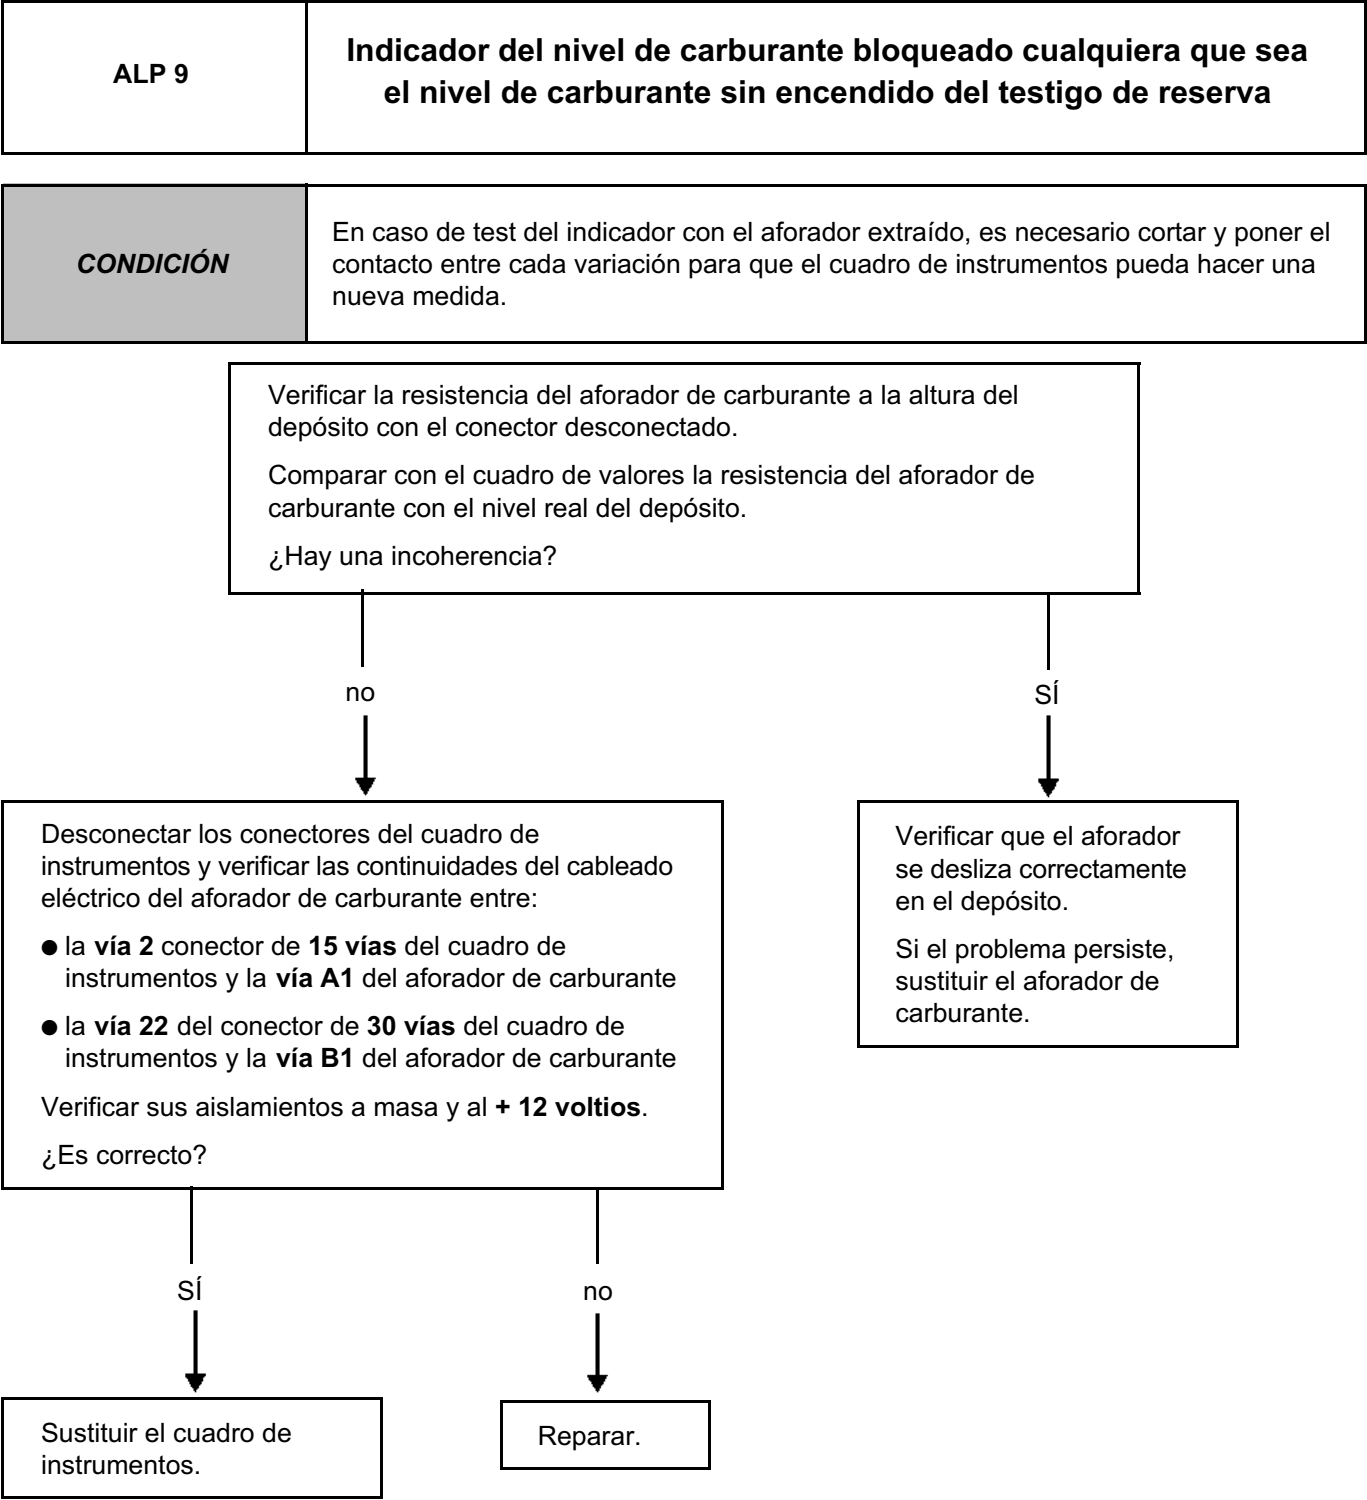 ALP 9
Indicador del nivel de carburante bloqueado cualquiera que sea
el nivel de carburante sin encendido del testigo de reserva
CONDICIÓN
En caso de test del indicador con el aforador extraído, es necesario cortar y poner el
contacto entre cada variación para que el cuadro de instrumentos pueda hacer una
nueva medida.
Verificar la resistencia del aforador de carburante a la altura del
depósito con el conector desconectado.
Comparar con el cuadro de valores la resistencia del aforador de
carburante con el nivel real del depósito.
¿Hay una incoherencia?
no
SÍ
Desconectar los conectores del cuadro de
instrumentos y verificar las continuidades del cableado
eléctrico del aforador de carburante entre:
● la vía 2 conector de 15 vías del cuadro de
instrumentos y la vía A1 del aforador de carburante
● la vía 22 del conector de 30 vías del cuadro de
instrumentos y la vía B1 del aforador de carburante
Verificar sus aislamientos a masa y al + 12 voltios.
¿Es correcto?
Verificar que el aforador
se desliza correctamente
en el depósito.
Si el problema persiste,
sustituir el aforador de
carburante.
SÍ
no
Sustituir el cuadro de
instrumentos.
Reparar.